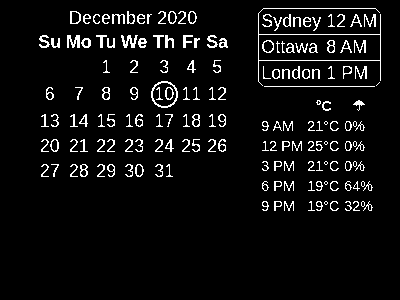 December 2020
Su Mo Tu We Th Fr Sa
1 2 3 4 5
6 7 8 9 10 11 12
13 14 15 16 17 18 19
20 21 22 23 24 25 26
27 28 29 30 31
Sydney 12 AM
Ottawa 8 AM
London 1 PM
°C ☂
9 AM 21°C 0%
12 PM 25°C 0%
3 PM 21°C 0%
6 PM 19°C 64%
9 PM 19°C 32%